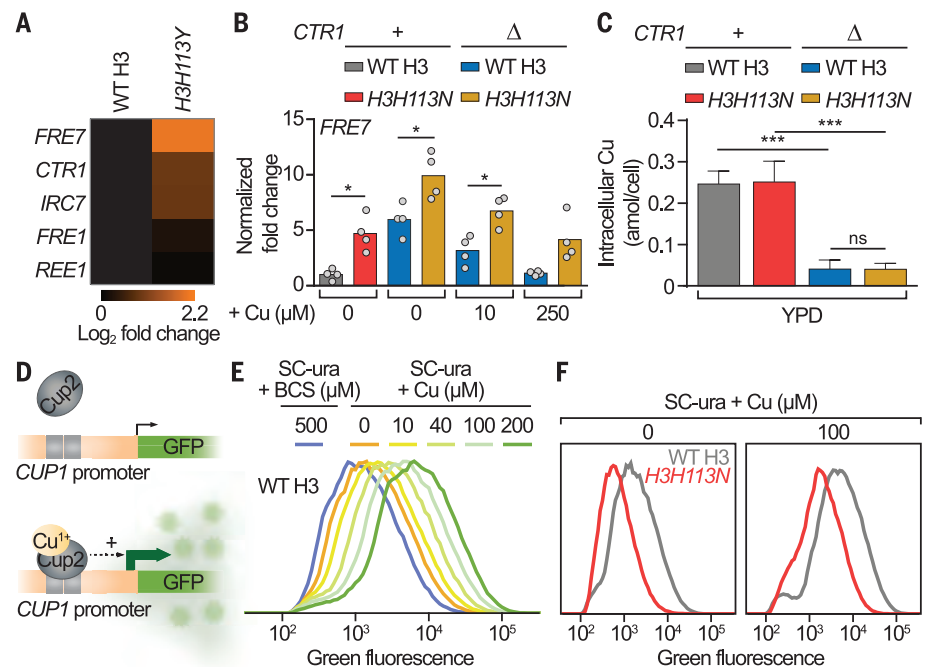 A
WT H3
H3H113Y
FRE7
CTR1
IRC7
FRE1
REE1
0 2.2
Log2 fold change
B
CTR1 + Δ
WT H3 WT H3
H3H113N H3H113N
FRE7
Normalized
fold change
15
10
5
0
* * *
+ Cu (µM) 0 0 10 250
C
CTR1 + Δ
WT H3 WT H3
H3H113N H3H113N
Intracellular Cu
(amol/cell)
0.4
0.3
0.2
0.1
0
***
***
ns
YPD
D
Cup2
GFP
CUP1 promoter
Cu1+
+
Cup2
GFP
CUP1 promoter
E
SC-ura
+ BCS (µM)
SC-ura
+ Cu (µM)
500 0 10 40 100 200
WT H3
10² 10³ 10⁴ 10⁵
Green fluorescence
F
SC-ura + Cu (µM)
0 100
WT H3
H3H113N
10² 10³ 10⁴ 10⁵ 10² 10³ 10⁴ 10⁵
Green fluorescence